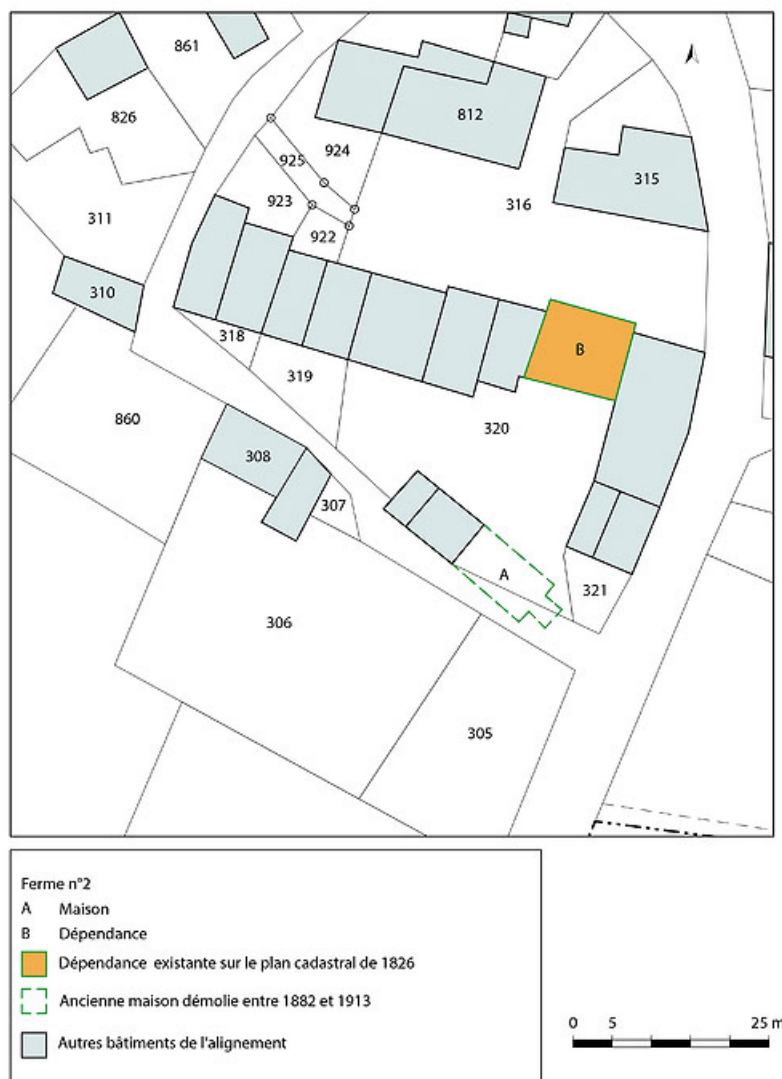 861
826
812
924
925
315
923
316
311
922
310
B
318
319
860
320
308
307
A
321
306
305
Ferme n°2
A Maison
B Dépendance
Dépendance existante sur le plan cadastral de 1826
Ancienne maison démolie entre 1882 et 1913
Autres bâtiments de l'alignement
0 5 25 m